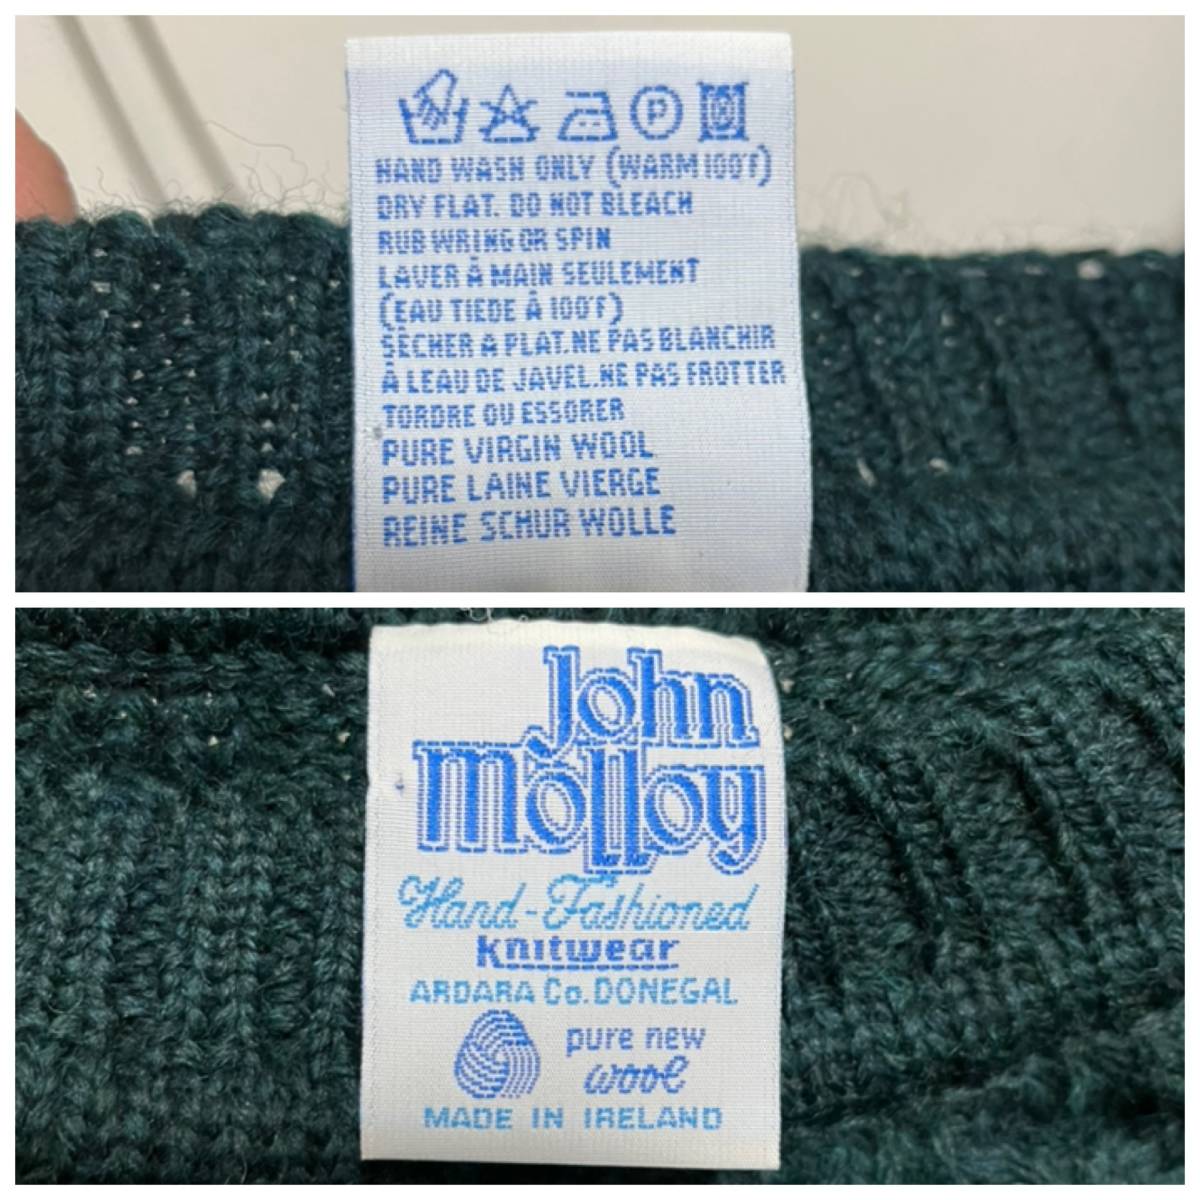 P
HAND WASH ONLY (WARM 100°F)
DRY FLAT. DO NOT BLEACH
RUB WRING OR SPIN
LAVER À MAIN SEULEMENT
(EAU TIEDE À 100°F)
SÊCHER A PLAT.NE PAS BLANCHIR
À LEAU DE JAVEL.NE PAS FROTTER
TORDRE OU ESSORER
PURE VIRGIN WOOL
PURE LAINE VIERGE
REINE SCHUR WOLLE
John
Molloy
Hand-Fashioned
knitwear
ARDARA Co. DONEGAL
pure new
wool
MADE IN IRELAND